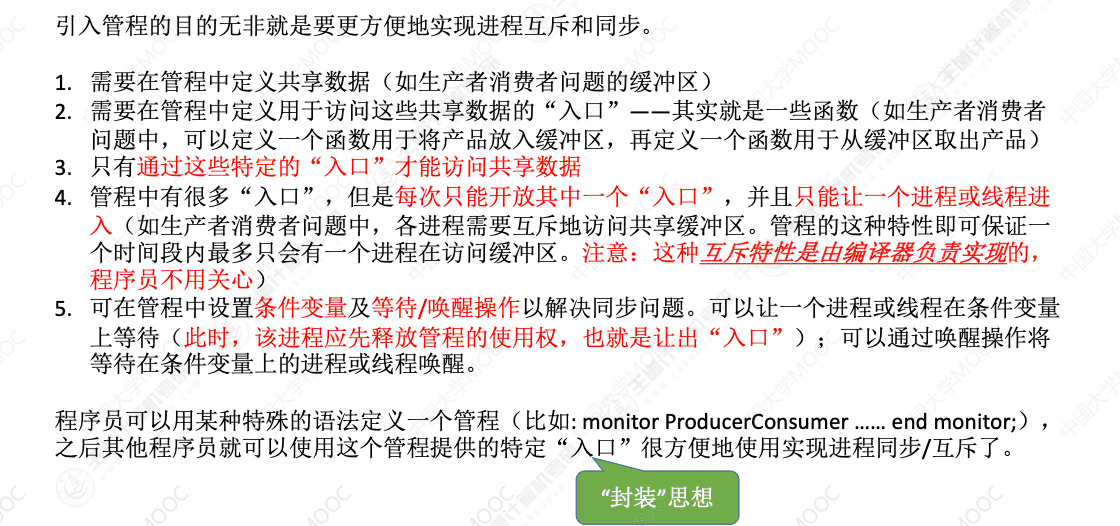 引入管程的目的无非就是要更方便地实现进程互斥和同步。
1. 需要在管程中定义共享数据（如生产者消费者问题的缓冲区）
2. 需要在管程中定义用于访问这些共享数据的“入口”——其实就是一些函数（如生产者消费者
问题中，可以定义一个函数用于将产品放入缓冲区，再定义一个函数用于从缓冲区取出产品）
3. 只有通过这些特定的“入口”才能访问共享数据
4. 管程中有很多“入口”，但是每次只能开放其中一个“入口”，并且只能让一个进程或线程进
入（如生产者消费者问题中，各进程需要互斥地访问共享缓冲区。管程的这种特性即可保证一
个时间段内最多只会有一个进程在访问缓冲区。注意：这种互斥特性是由编译器负责实现的，
程序员不用关心）
5. 可在管程中设置条件变量及等待/唤醒操作以解决同步问题。可以让一个进程或线程在条件变量
上等待（此时，该进程应先释放管程的使用权，也就是让出“入口”）；可以通过唤醒操作将
等待在条件变量上的进程或线程唤醒。
程序员可以用某种特殊的语法定义一个管程（比如: monitor ProducerConsumer …… end monitor;），
之后其他程序员就可以使用这个管程提供的特定“入口”很方便地使用实现进程同步/互斥了。
“封装”思想